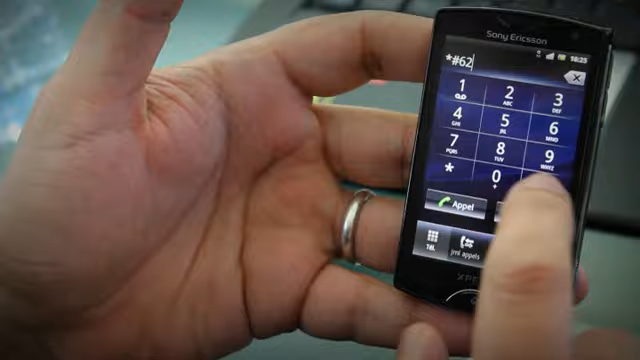 Sony Ericsson
16:23
*#62
1
2 ABC
3 DEF
4 GHI
5 JKL
6 MNO
7 PQRS
8 TUV
9 WXYZ
*
0 +
Appel
Tél.
Jrnl appels